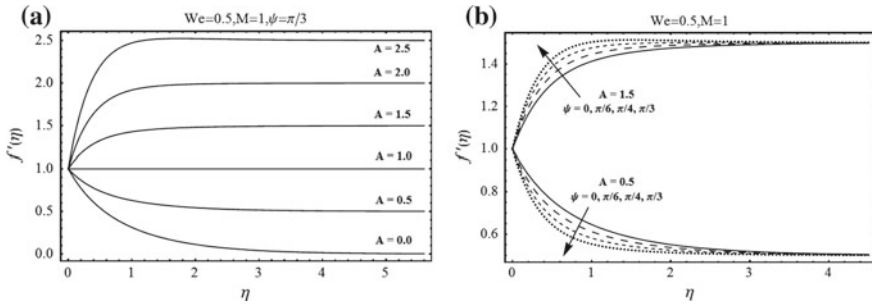 (a)
We=0.5,M=1,ψ=π/3
f'(η)
2.5
2.0
1.5
1.0
0.5
0.0
A = 2.5
A = 2.0
A = 1.5
A = 1.0
A = 0.5
A = 0.0
0 1 2 3 4 5
η
(b)
We=0.5,M=1
f'(η)
1.4
1.2
1.0
0.8
0.6
A = 1.5
ψ = 0, π/6, π/4, π/3
A = 0.5
ψ = 0, π/6, π/4, π/3
0 1 2 3 4
η